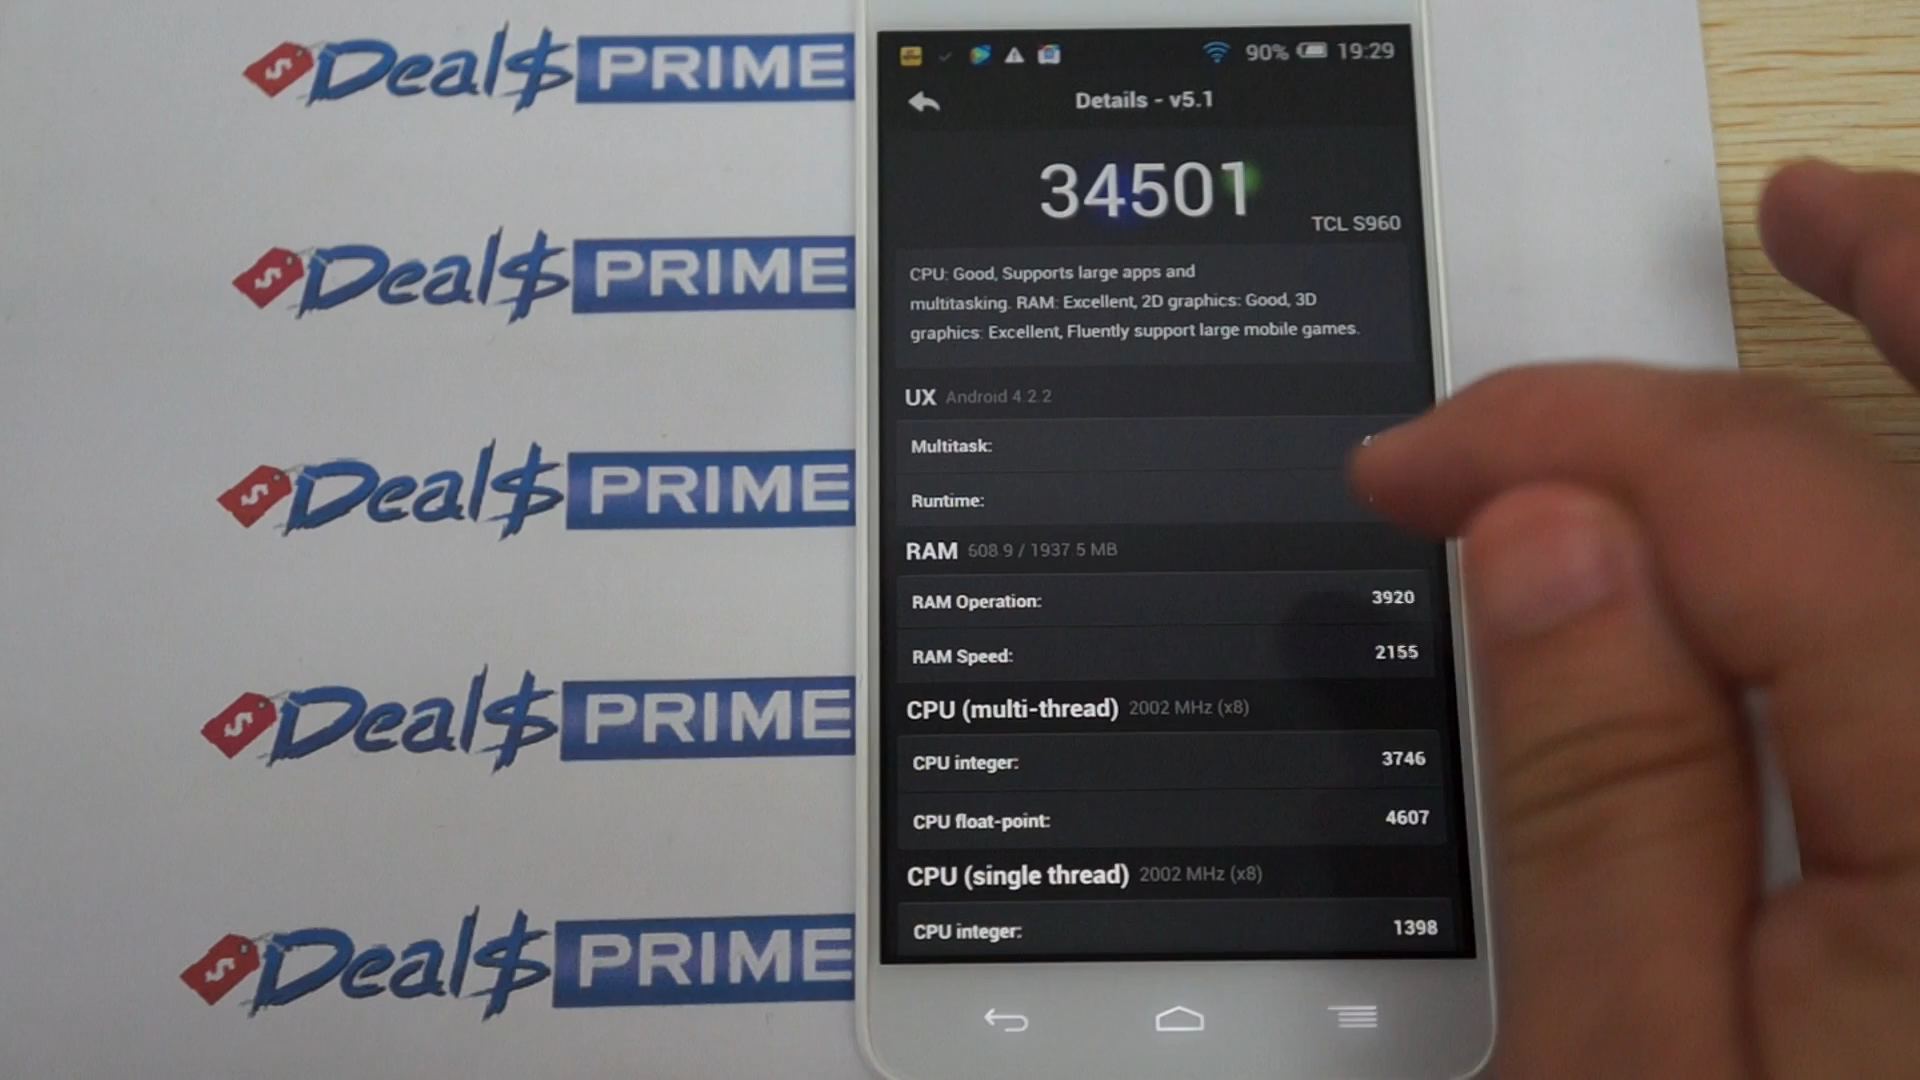 Deal$ PRIME
Deal$ PRIME
Deal$ PRIME
Deal$ PRIME
Deal$ PRIME
90% 19:29
Details - v5.1
34501
TCL S960
CPU: Good, Supports large apps and
multitasking. RAM: Excellent, 2D graphics: Good, 3D
graphics: Excellent, Fluently support large mobile games.
UX Android 4.2.2
Multitask:
Runtime:
RAM 608.9 / 1937.5 MB
RAM Operation: 3920
RAM Speed: 2155
CPU (multi-thread) 2002 MHz (x8)
CPU integer: 3746
CPU float-point: 4607
CPU (single thread) 2002 MHz (x8)
CPU integer: 1398